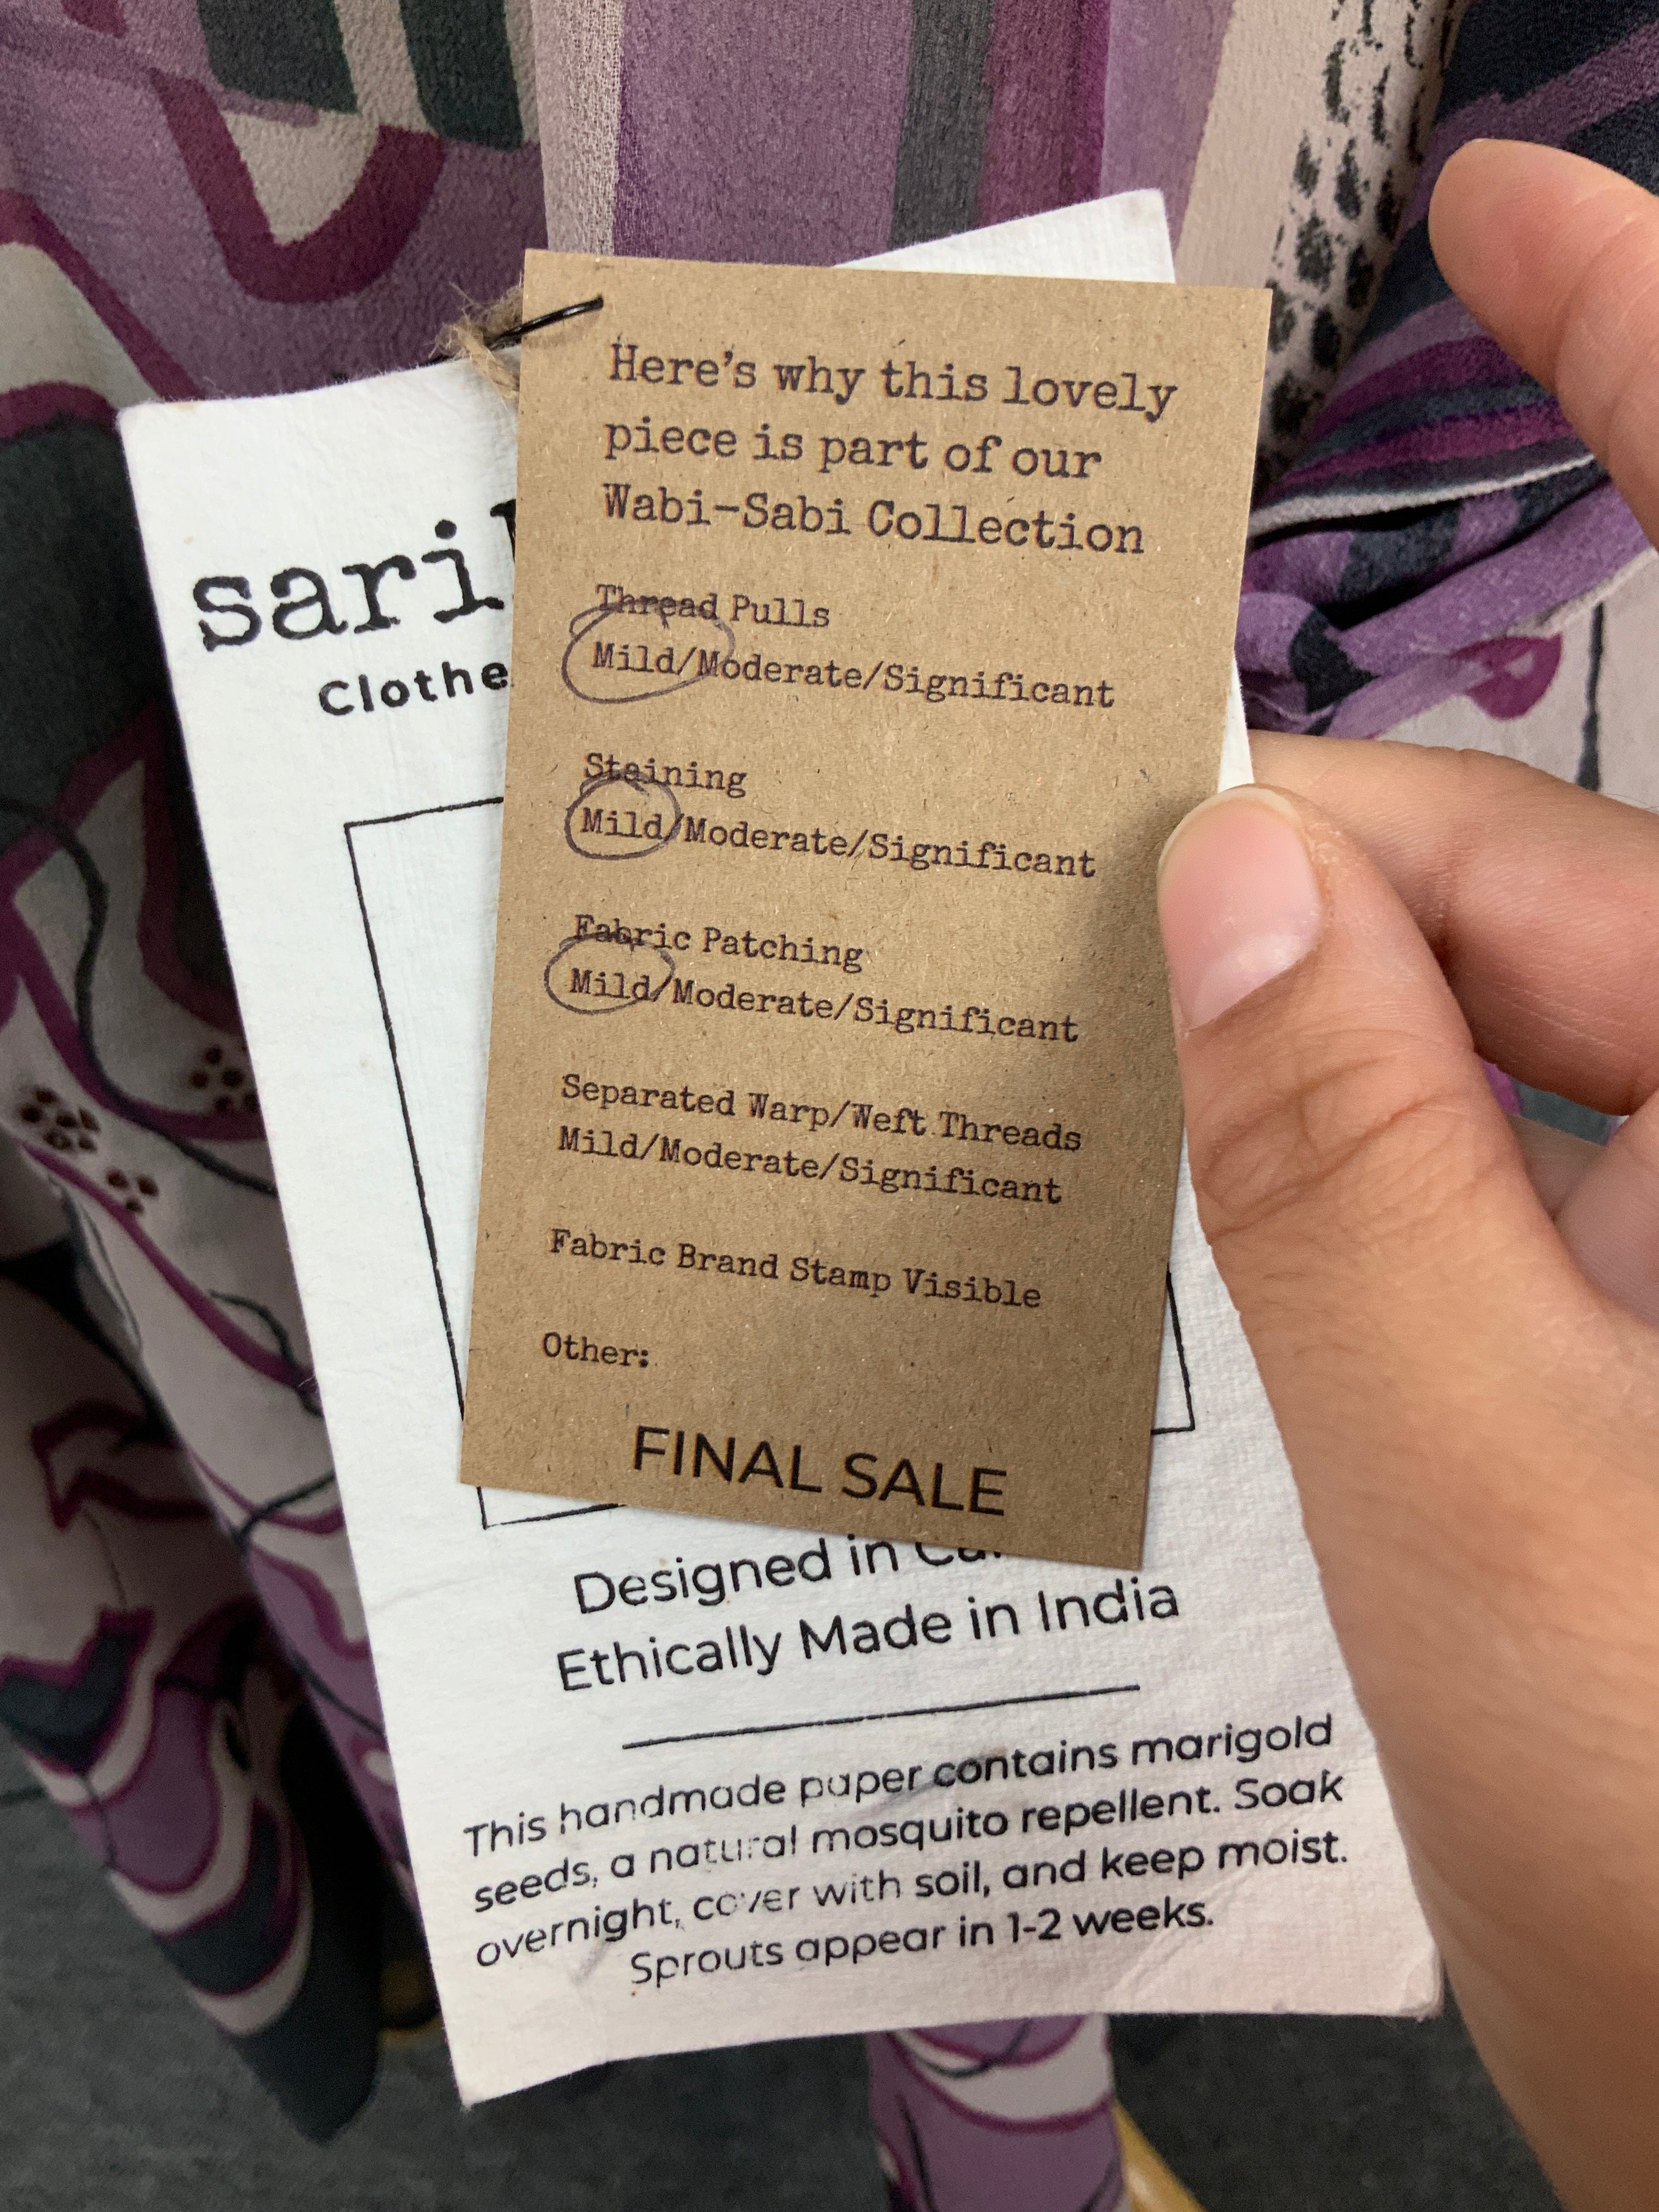 Here's why this lovely
piece is part of our
Wabi-Sabi Collection
Thread Pulls
Mild/Moderate/Significant
Staining
Mild/Moderate/Significant
Fabric Patching
Mild/Moderate/Significant
Separated Warp/Weft Threads
Mild/Moderate/Significant
Fabric Brand Stamp Visible
Other:
FINAL SALE
sari
Clothe
Designed in
Ethically Made in India
This handmade paper contains marigold
seeds, a natural mosquito repellent. Soak
overnight, cover with soil, and keep moist.
Sprouts appear in 1-2 weeks.